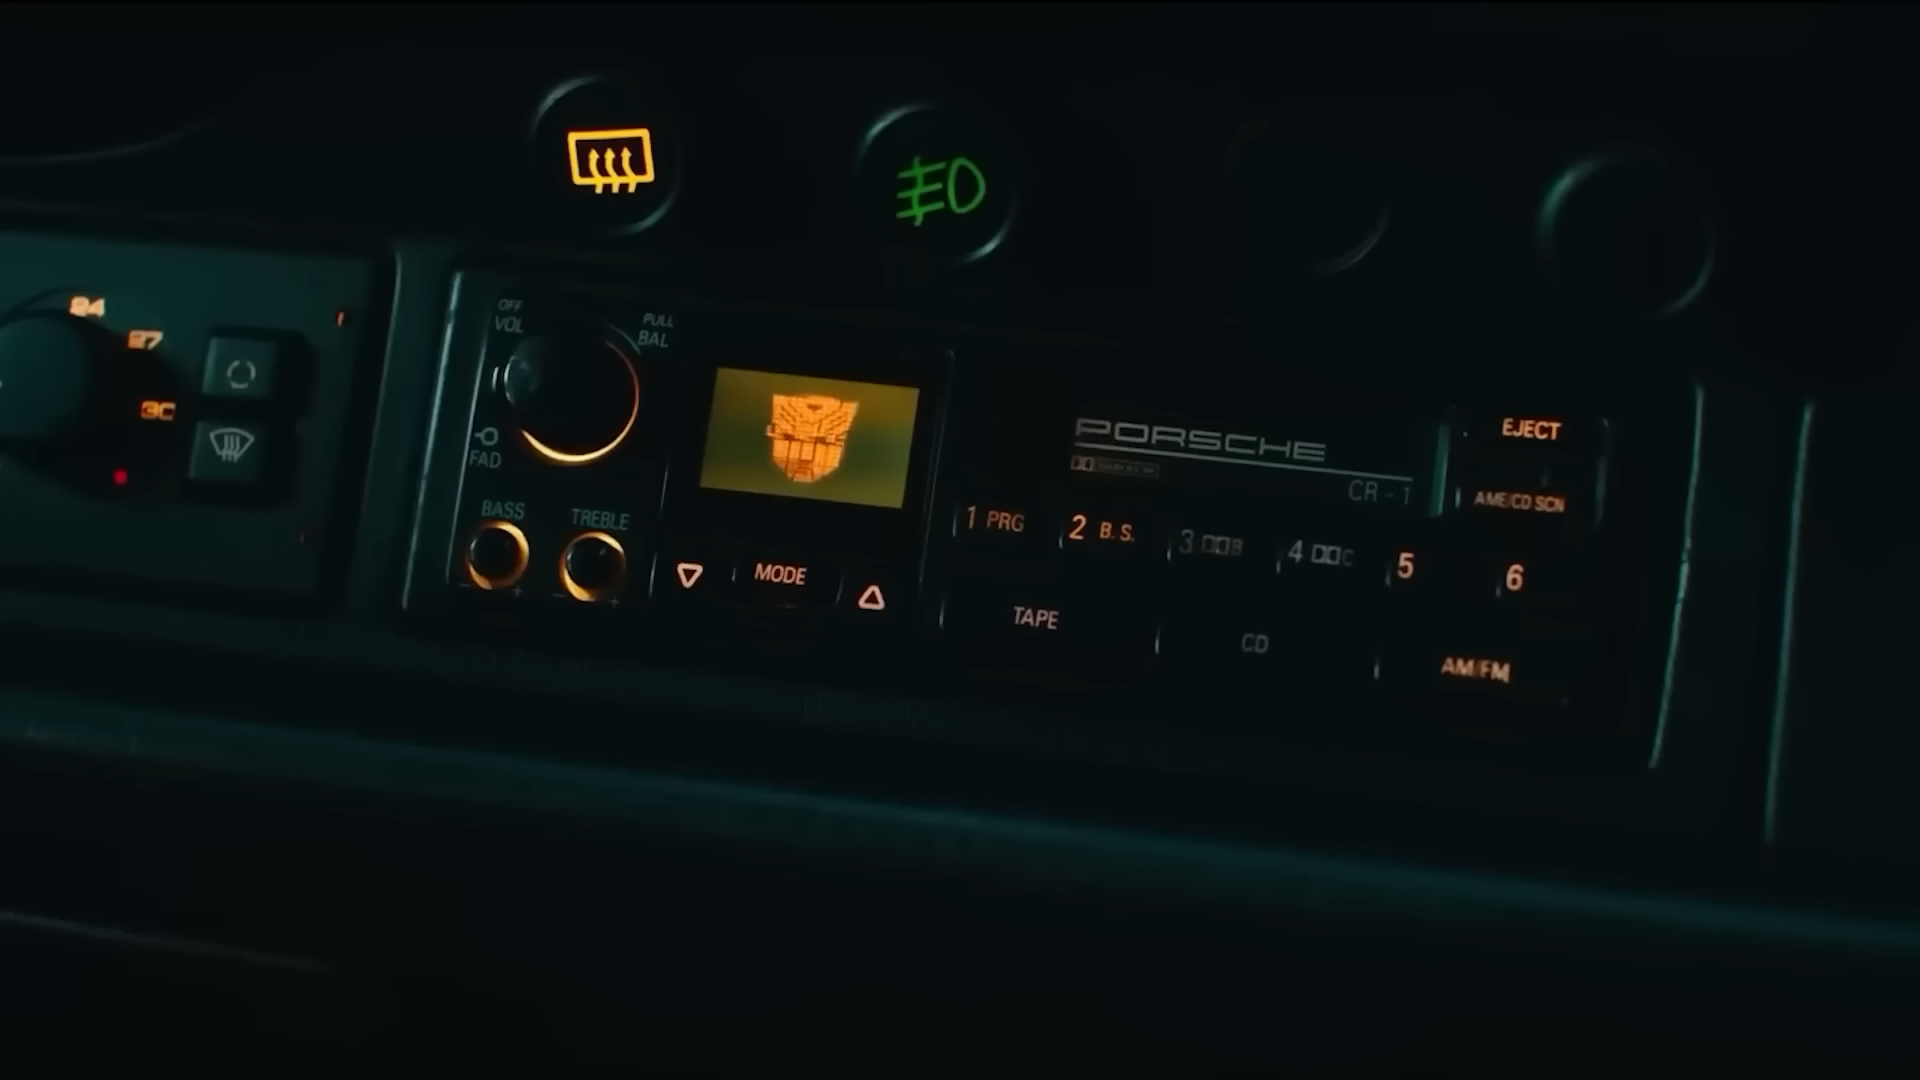 24
27
OFF
VOL
PULL
BAL
FAD
BASS
TREBLE
MODE
PORSCHE
CR-1
EJECT
AME/CD SCN
1 PRG
2 B.S.
3 B
4 C
5
6
TAPE
CD
AM/FM